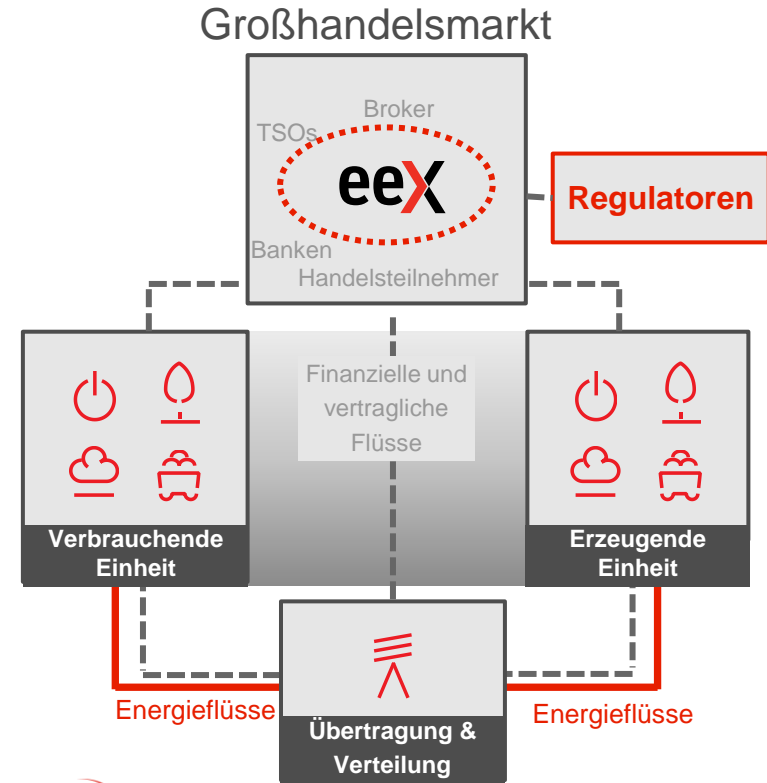 Großhandelsmarkt
Broker
TSOs
eex
Regulatoren
Banken
Handelsteilnehmer
Finanzielle und
vertragliche
Flüsse
Verbrauchende
Einheit
Erzeugende
Einheit
Energieflüsse
Energieflüsse
Übertragung &
Verteilung